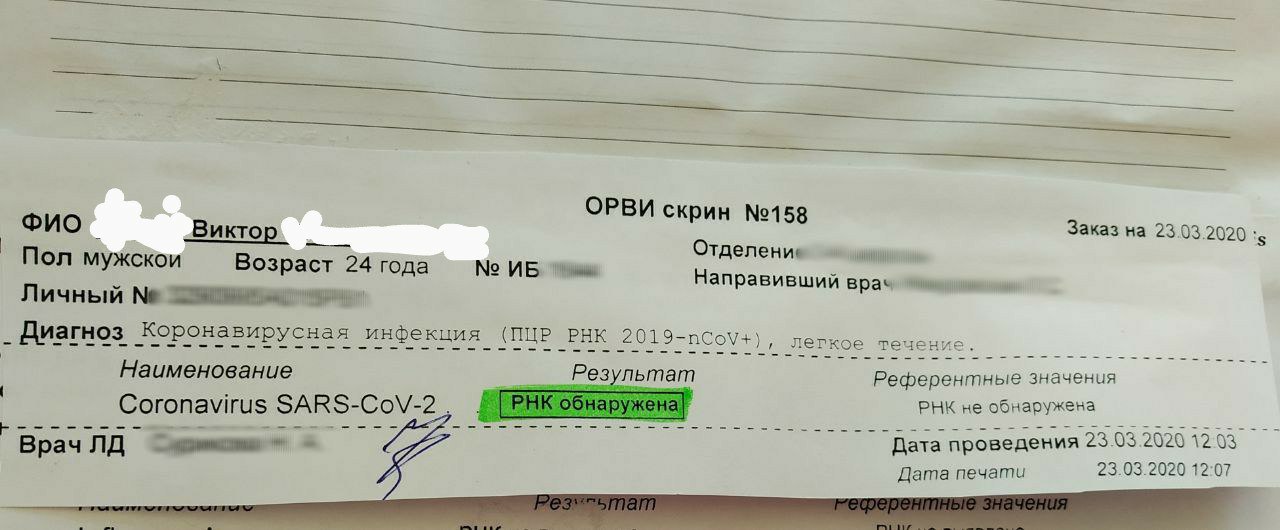 ОРВИ скрин №158
ФИО Виктор
Заказ на 23.03.2020
Пол мужской Возраст 24 года № ИБ
Отделени
Направивший врач
Личный №
Диагноз Коронавирусная инфекция (ПЦР РНК 2019-nCoV+), легкое течение.
Наименование Результат Референтные значения
Coronavirus SARS-CoV-2 РНК обнаружена РНК не обнаружена
Врач ЛД
Дата проведения 23.03.2020 12:03
Дата печати 23.03.2020 12:07
Результат Референтные значения